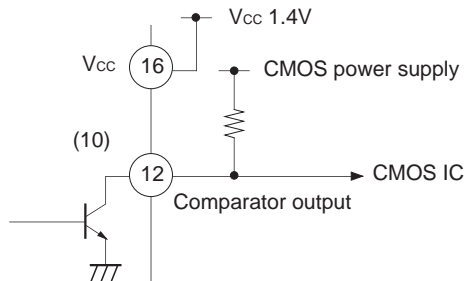 Vcc 1.4V
Vcc
16
CMOS power supply
(10)
12
CMOS IC
Comparator output